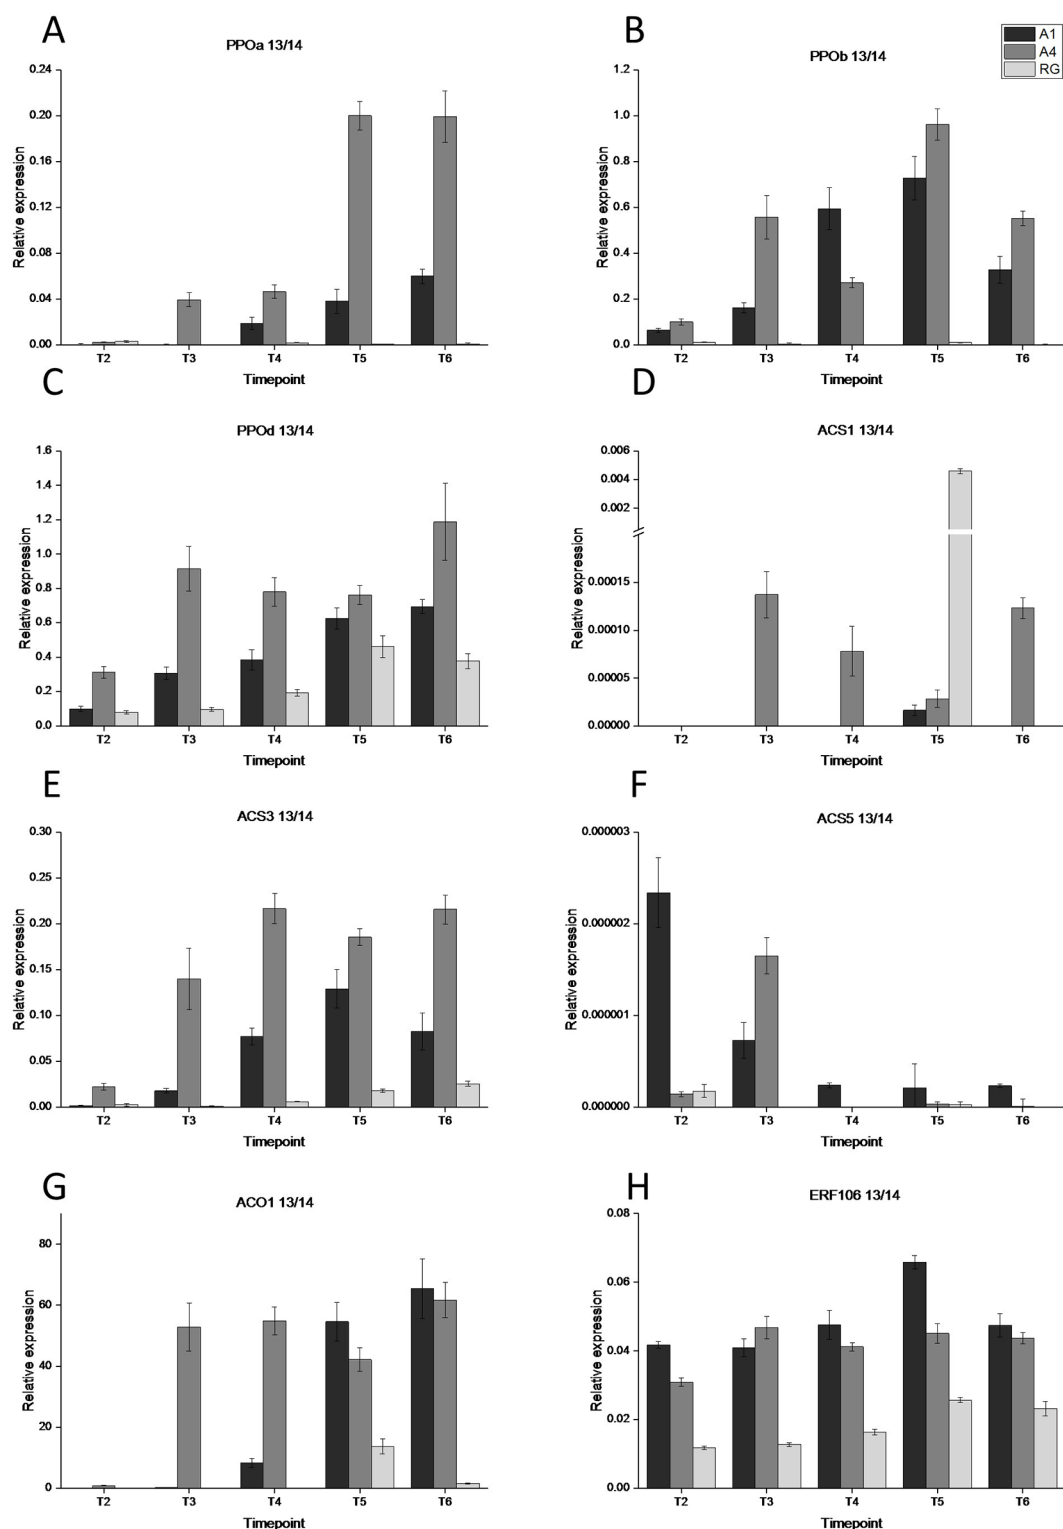 A
PPOa 13/14
0.24
0.20
0.16
0.12
0.08
0.04
0.00
Relative expression
T2 T3 T4 T5 T6
Timepoint
B
PPOb 13/14
A1
A4
RG
1.2
1.0
0.8
0.6
0.4
0.2
0.0
Relative expression
T2 T3 T4 T5 T6
Timepoint
C
PPOd 13/14
1.6
1.4
1.2
1.0
0.8
0.6
0.4
0.2
0.0
Relative expression
T2 T3 T4 T5 T6
Timepoint
D
ACS1 13/14
0.006
0.004
0.002
0.00015
0.00010
0.00005
0.00000
Relative expression
T2 T3 T4 T5 T6
Timepoint
E
ACS3 13/14
0.30
0.25
0.20
0.15
0.10
0.05
0.00
Relative expression
T2 T3 T4 T5 T6
Timepoint
F
ACS5 13/14
0.000003
0.000002
0.000001
0.000000
Relative expression
T2 T3 T4 T5 T6
Timepoint
G
ACO1 13/14
80
60
40
20
0
Relative expression
T2 T3 T4 T5 T6
Timepoint
H
ERF106 13/14
0.08
0.06
0.04
0.02
0.00
Relative expression
T2 T3 T4 T5 T6
Timepoint